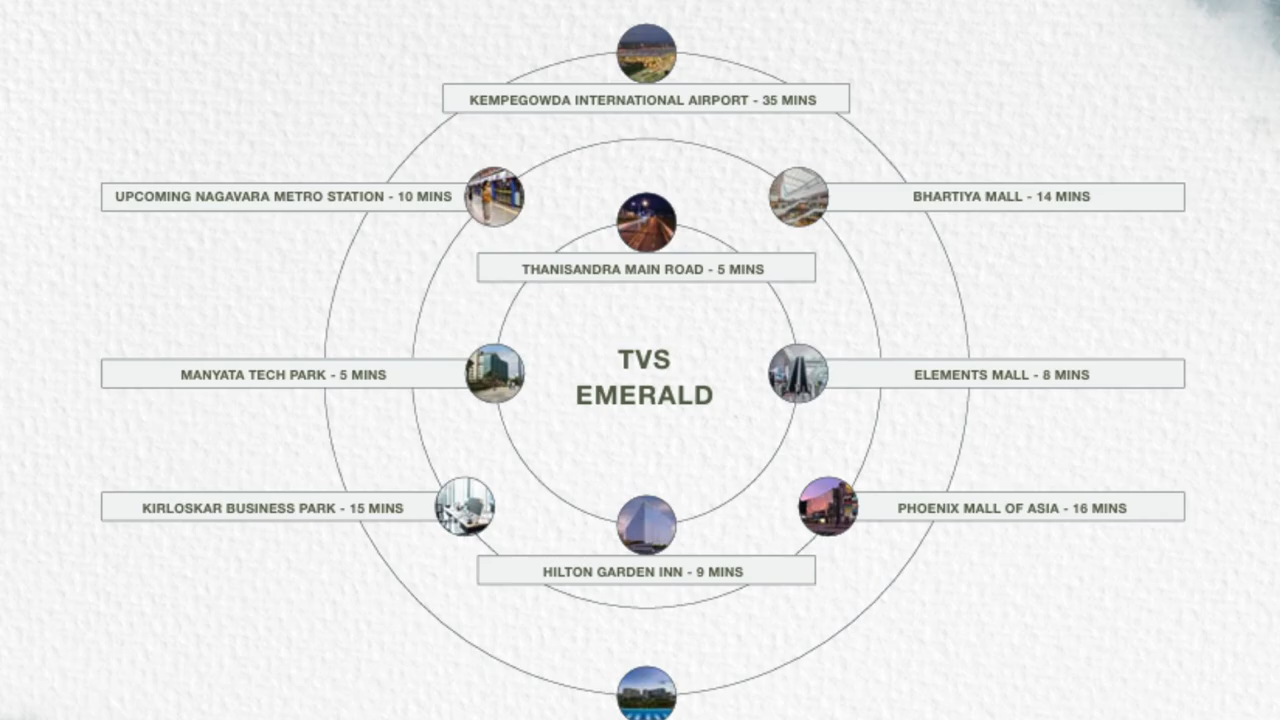 KEMPEGOWDA INTERNATIONAL AIRPORT - 35 MINS
UPCOMING NAGAVARA METRO STATION - 10 MINS
BHARTIYA MALL - 14 MINS
THANISANDRA MAIN ROAD - 5 MINS
TVS
EMERALD
MANYATA TECH PARK - 5 MINS
ELEMENTS MALL - 8 MINS
KIRLOSKAR BUSINESS PARK - 15 MINS
PHOENIX MALL OF ASIA - 16 MINS
HILTON GARDEN INN - 9 MINS